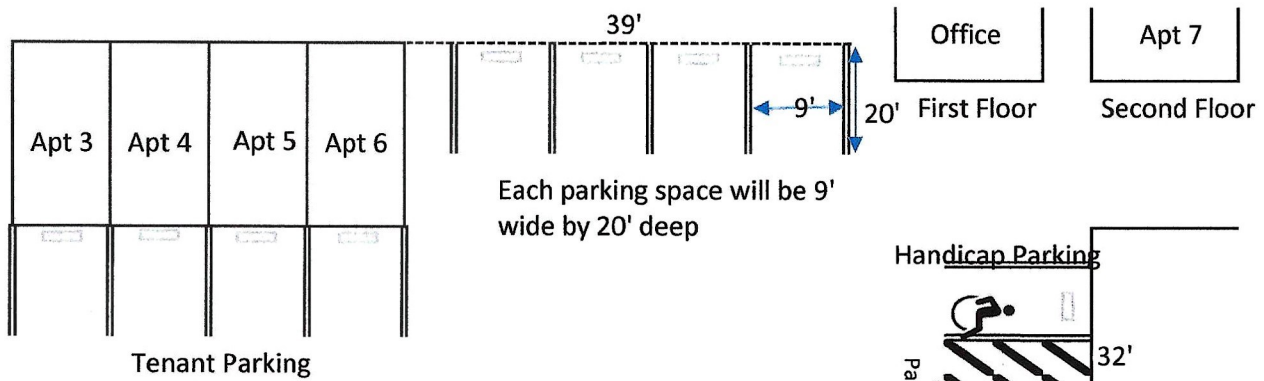 39'
Office
Apt 7
9'
20'
First Floor
Second Floor
Apt 3
Apt 4
Apt 5
Apt 6
Each parking space will be 9'
wide by 20' deep
Handicap Parking
32'
Tenant Parking
Pa